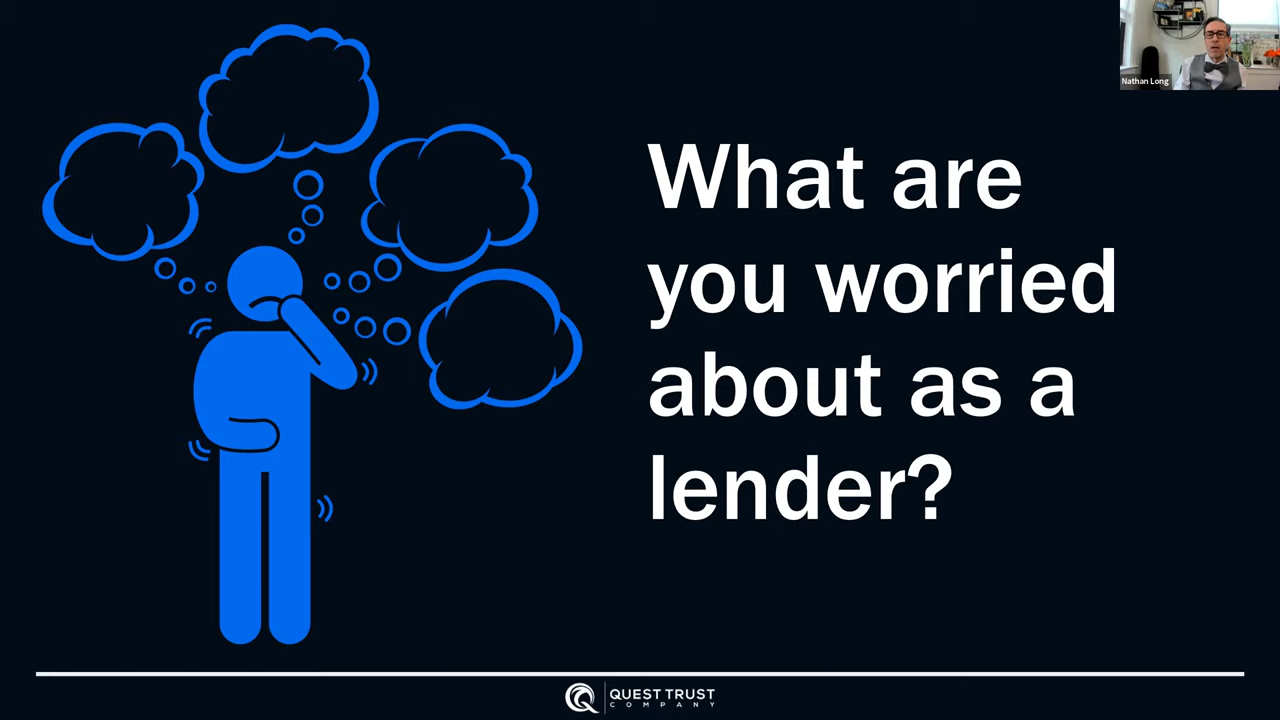 Nathan Long
What are
you worried
about as a
lender?
QUEST TRUST
COMPANY